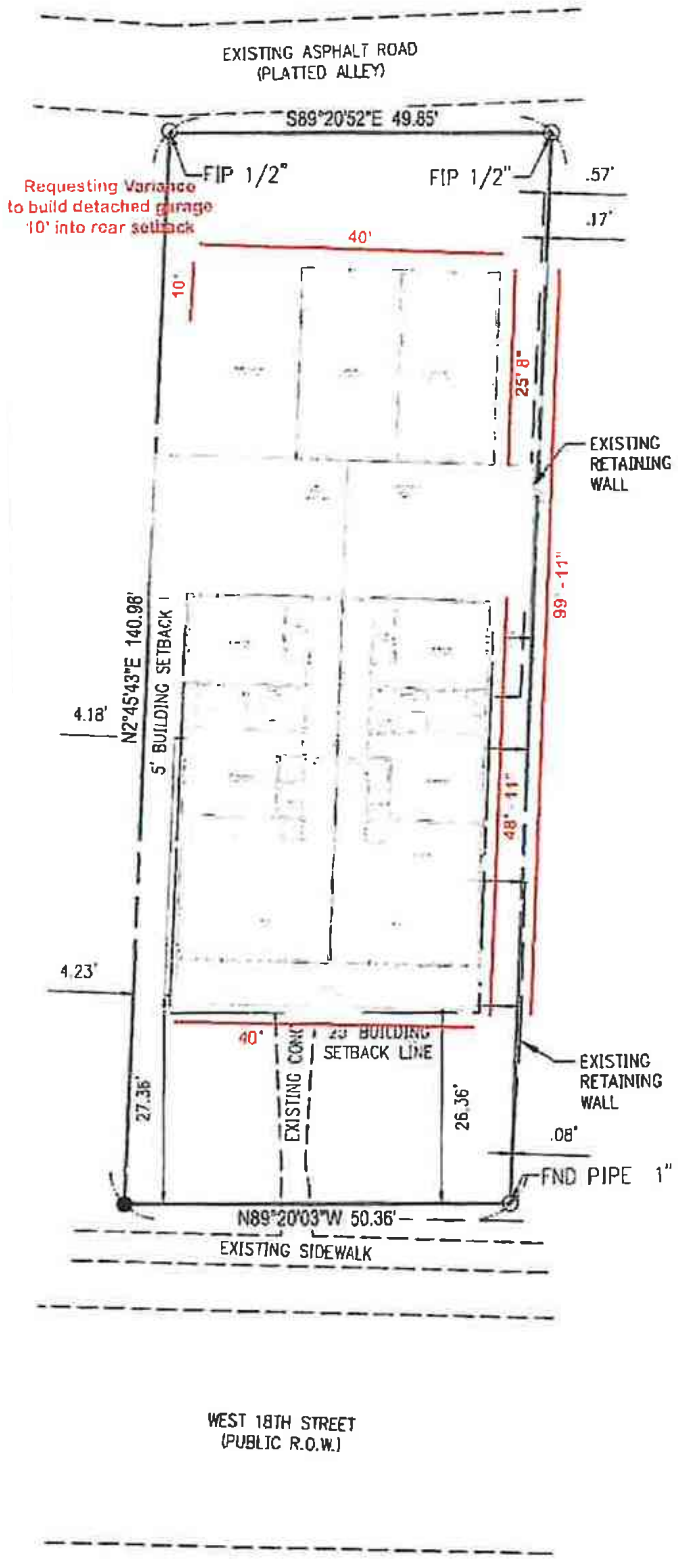 EXISTING ASPHALT ROAD
(PLATTED ALLEY)
S89°20'52"E 49.85'
FIP 1/2"
FIP 1/2"
.57'
.17'
Requesting Variance
to build detached garage
10' into rear setback
40'
10'
25' 8"
EXISTING
RETAINING
WALL
99' - 11"
N2°45'43"E 140.96'
5' BUILDING SETBACK
4.18'
48' - 11"
4.23'
40'
EXISTING CONC
25' BUILDING
SETBACK LINE
27.36'
26.36'
EXISTING
RETAINING
WALL
.08'
FND PIPE 1"
N89°20'03"W 50.36'
EXISTING SIDEWALK
WEST 18TH STREET
(PUBLIC R.O.W.)